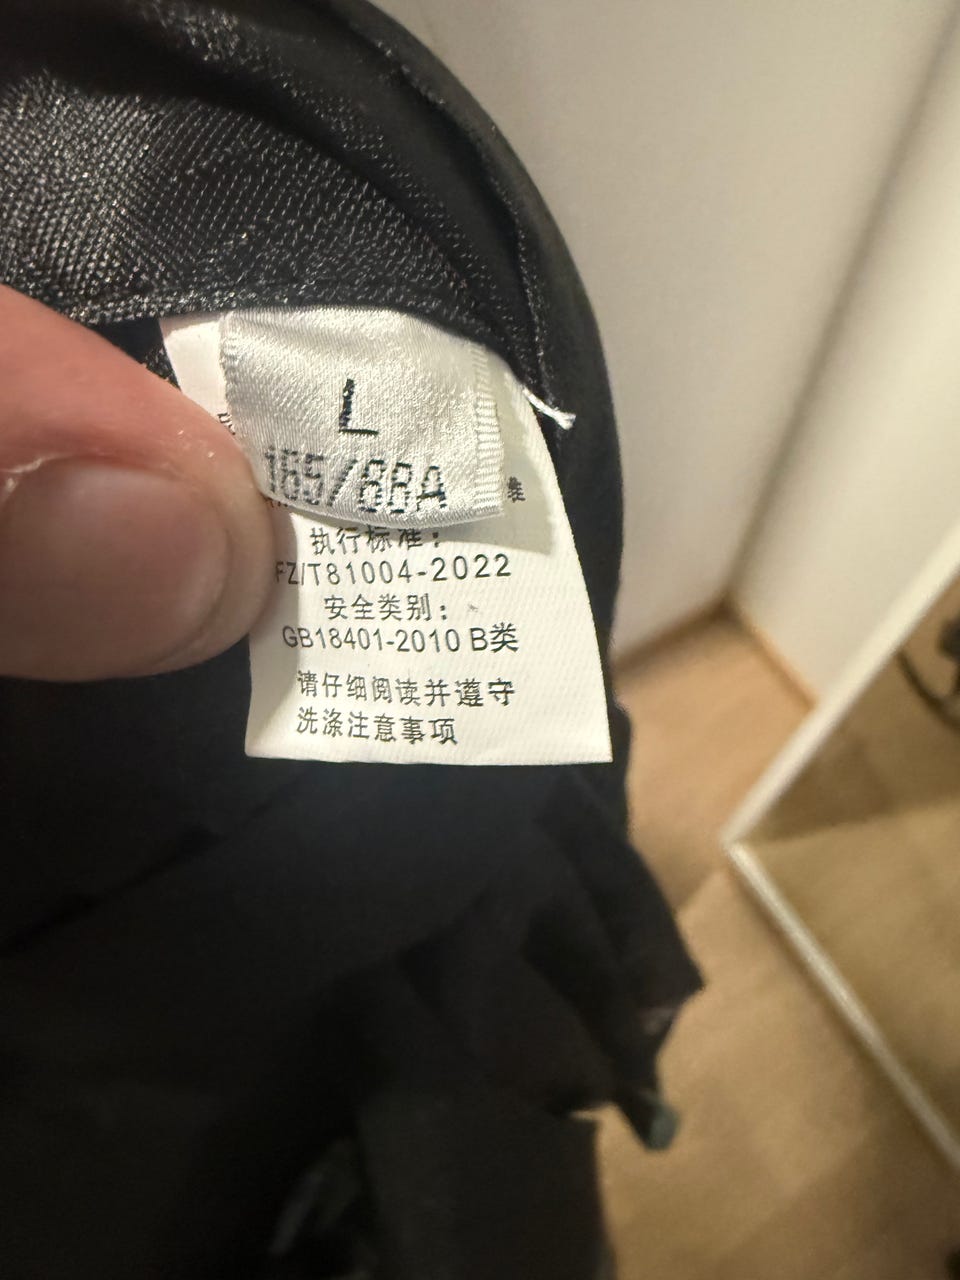 L
165/88A
执行标准：
FZ/T81004-2022
安全类别：
GB18401-2010 B类
请仔细阅读并遵守
洗涤注意事项